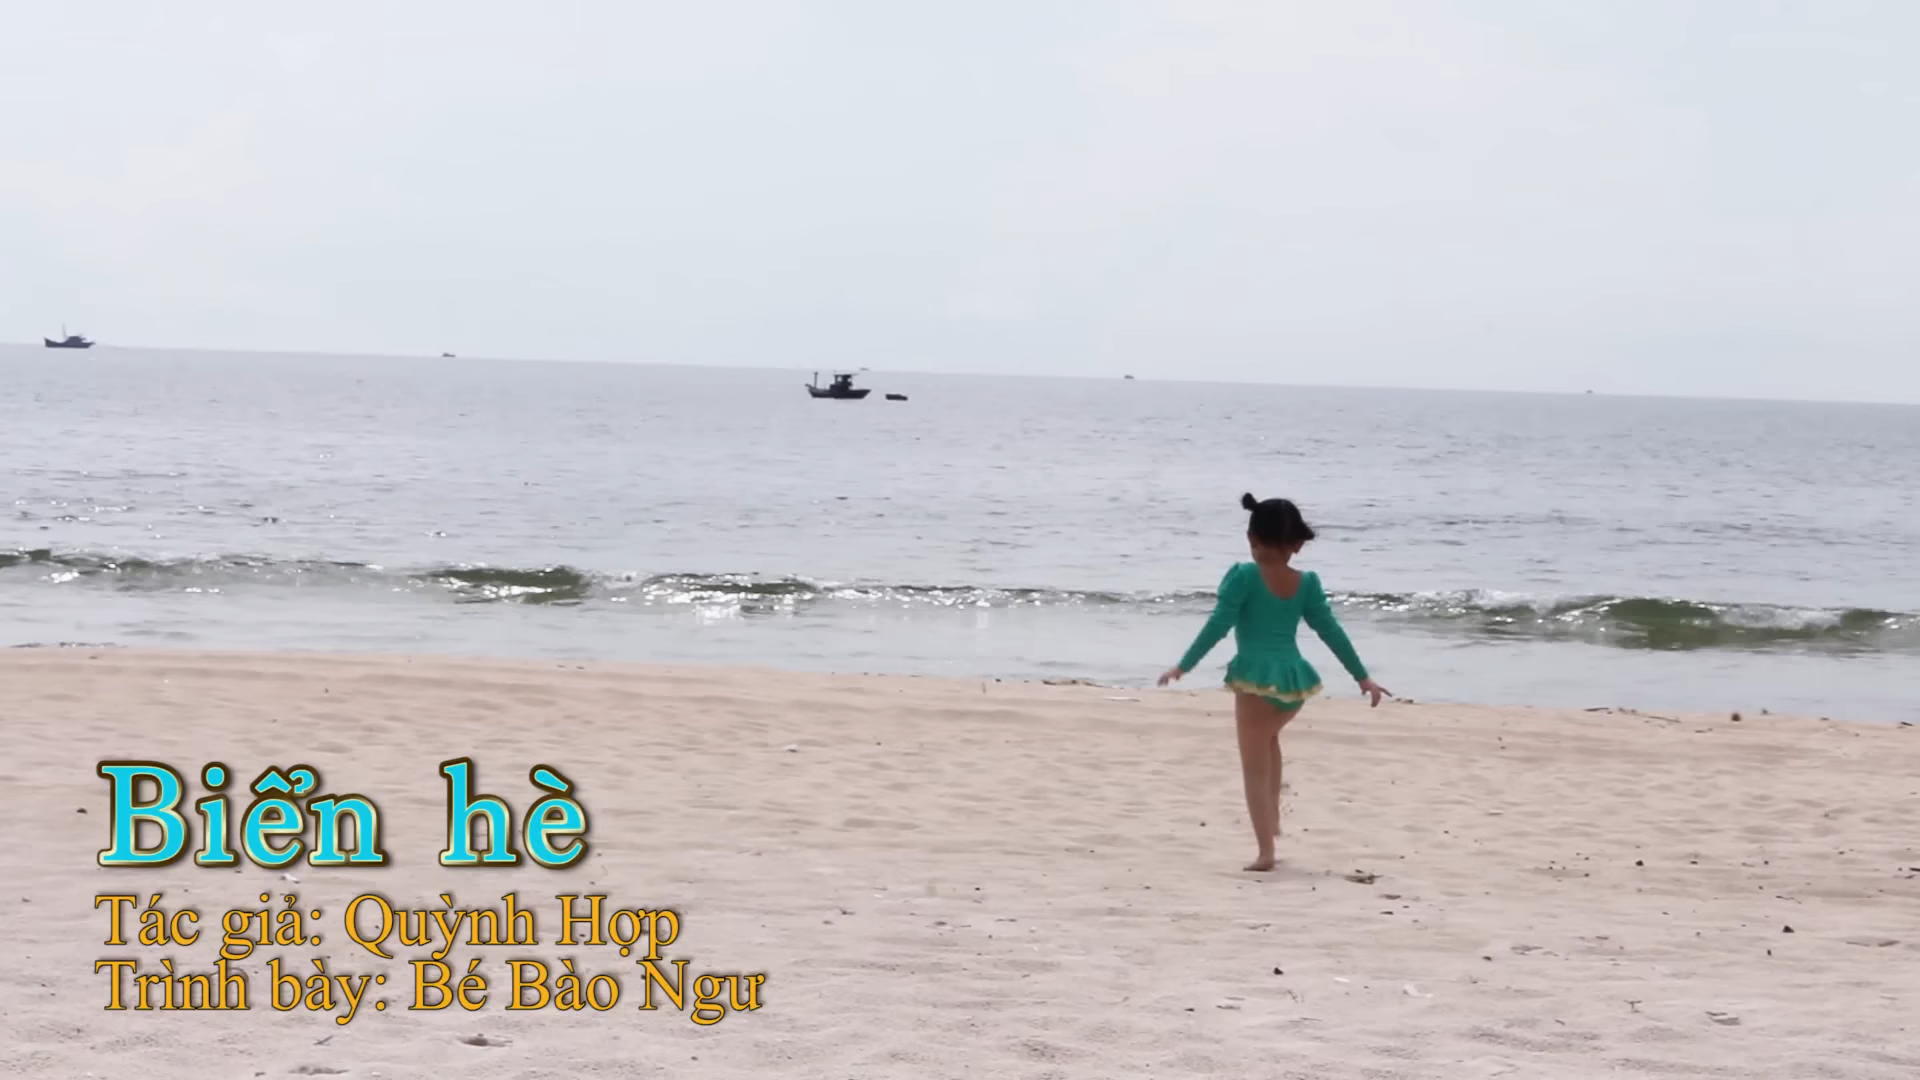 Biển hè
Tác giả: Quỳnh Hợp
Trình bày: Bé Bào Ngư